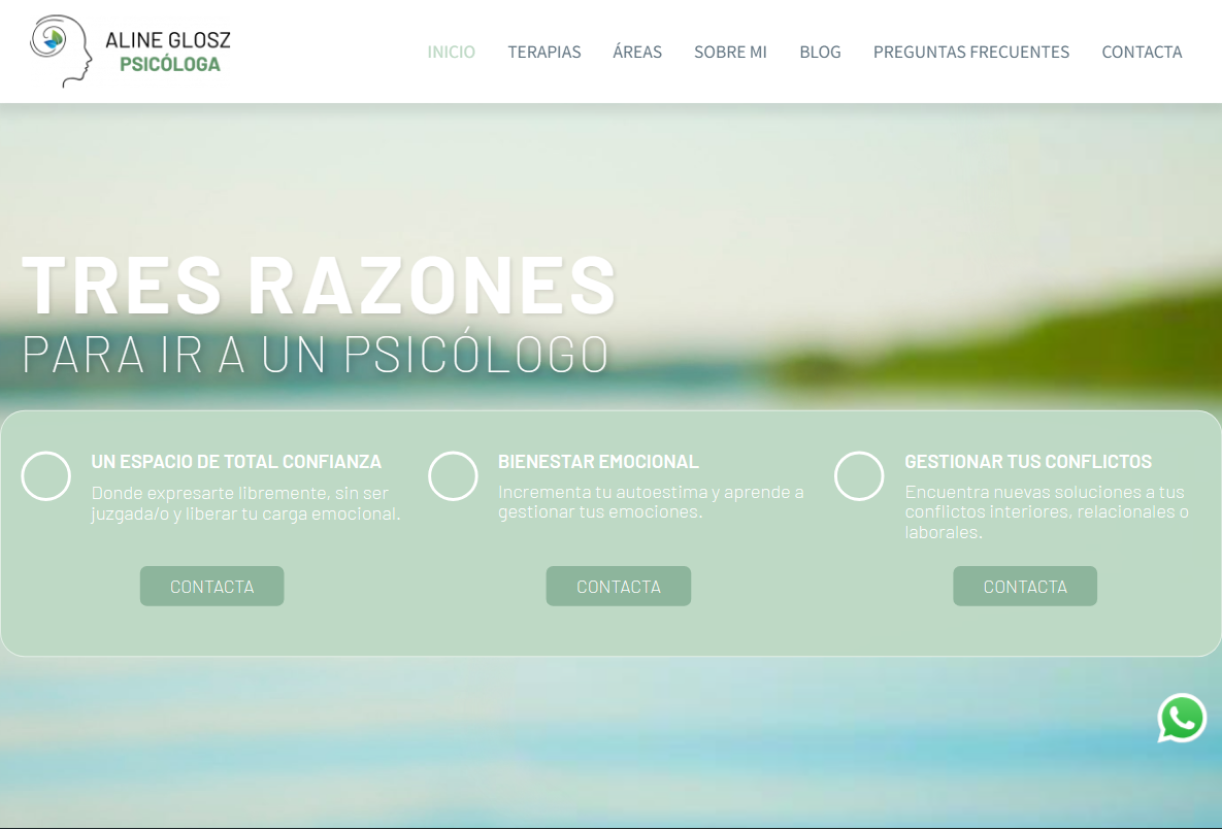 ALINE GLOSZ
PSICÓLOGA
INICIO
TERAPIAS
ÁREAS
SOBRE MI
BLOG
PREGUNTAS FRECUENTES
CONTACTA
TRES RAZONES
PARA IR A UN PSICÓLOGO
UN ESPACIO DE TOTAL CONFIANZA
Donde expresarte libremente, sin ser
juzgada/o y liberar tu carga emocional.
CONTACTA
BIENESTAR EMOCIONAL
Incrementa tu autoestima y aprende a
gestionar tus emociones.
CONTACTA
GESTIONAR TUS CONFLICTOS
Encuentra nuevas soluciones a tus
conflictos interiores, relacionales o
laborales.
CONTACTA